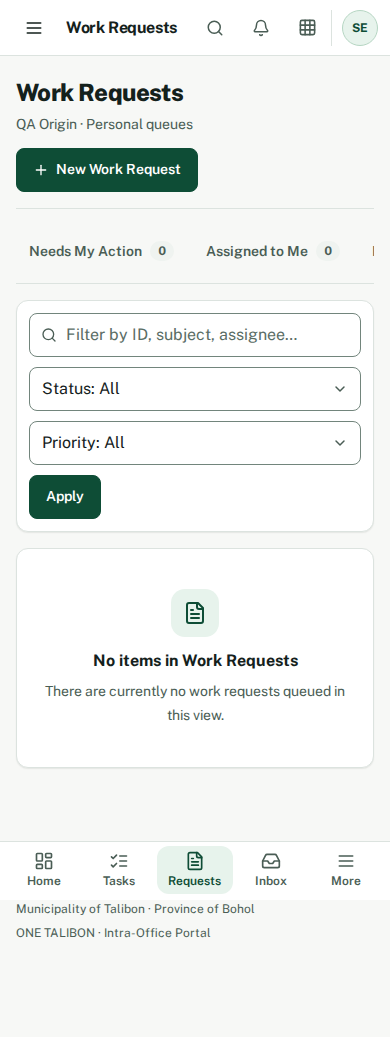 Work Requests
SE
Work Requests
QA Origin · Personal queues
New Work Request
Needs My Action 0 Assigned to Me 0
Filter by ID, subject, assignee...
Status: All
Priority: All
Apply
No items in Work Requests
There are currently no work requests queued in
this view.
Home Tasks Requests Inbox More
Municipality of Talibon · Province of Bohol
ONE TALIBON · Intra-Office Portal